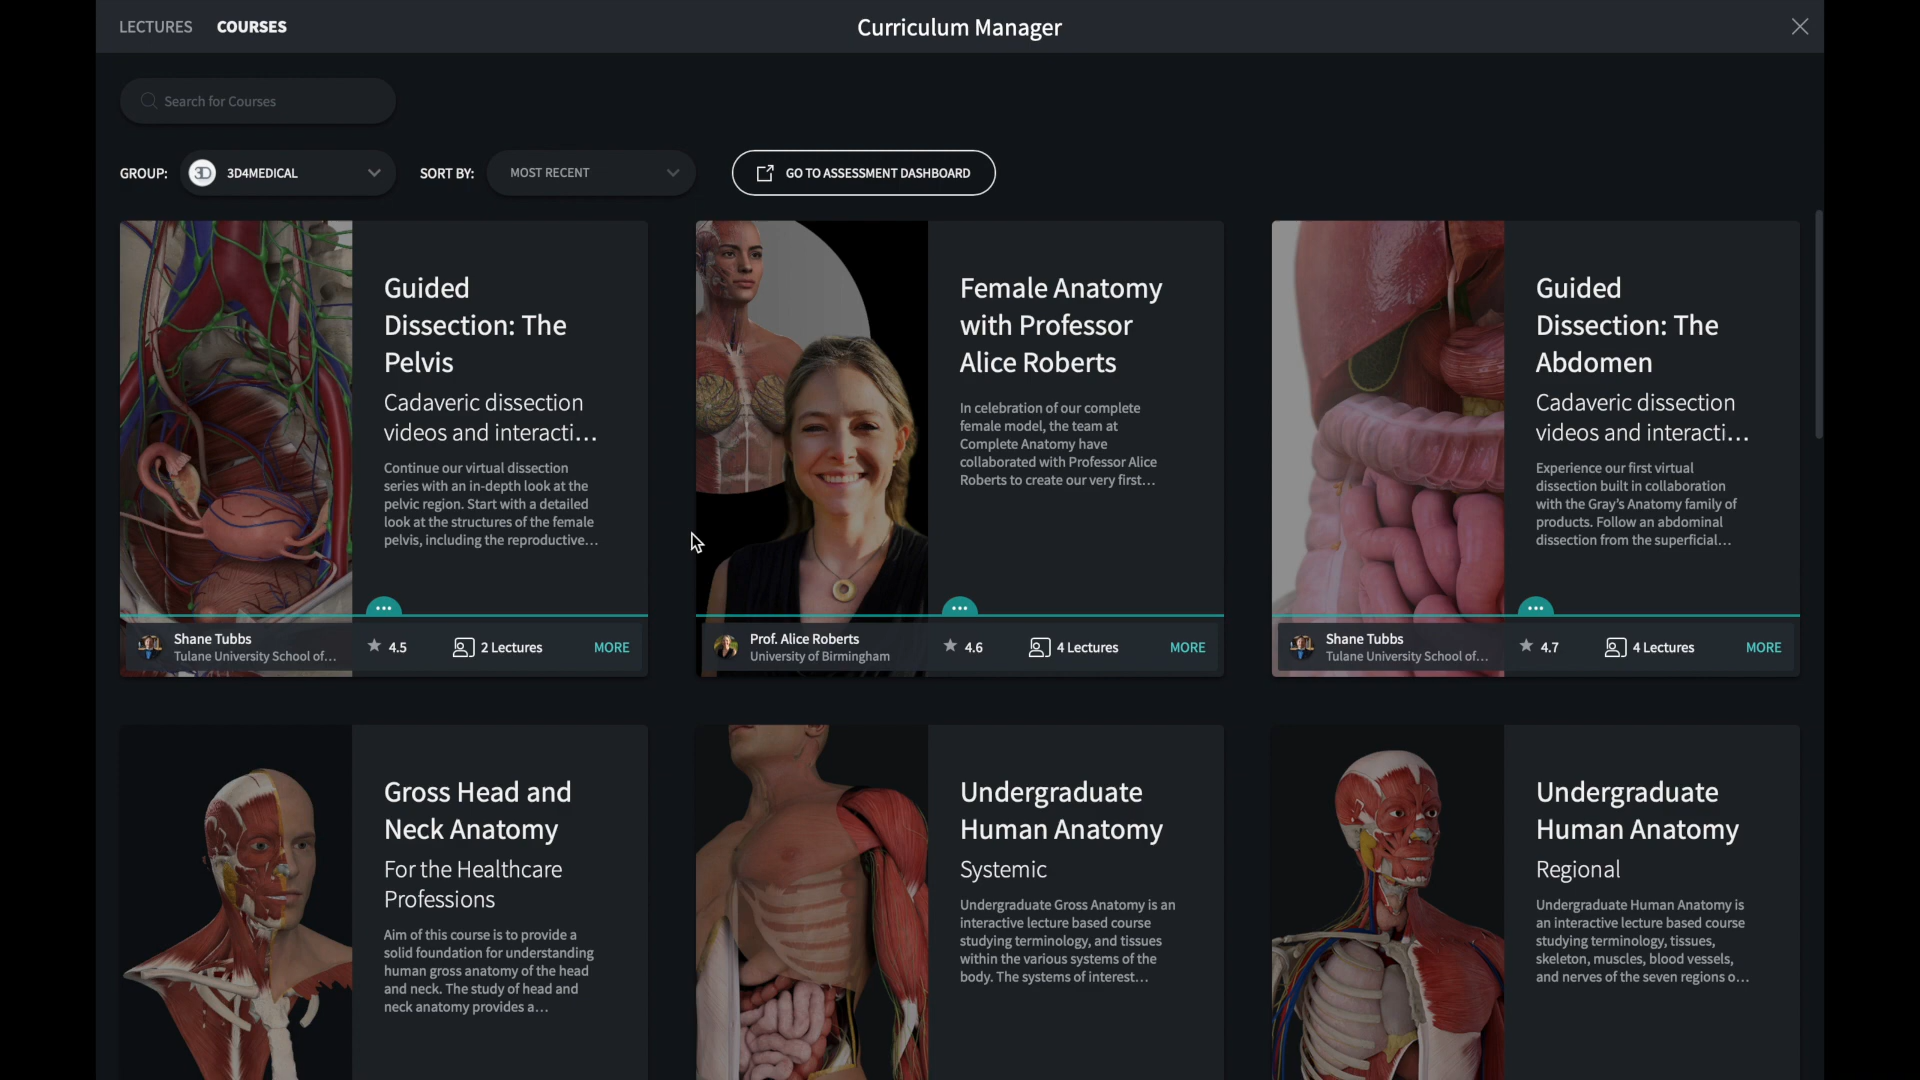 LECTURES
COURSES
Curriculum Manager
Search for Courses
GROUP:
3D
3D4MEDICAL
SORT BY:
MOST RECENT
GO TO ASSESSMENT DASHBOARD
Guided
Dissection: The
Pelvis
Cadaveric dissection
videos and interacti...
Continue our virtual dissection
series with an in-depth look at the
pelvic region. Start with a detailed
look at the structures of the female
pelvis, including the reproductive...
Shane Tubbs
Tulane University School of...
4.5
2 Lectures
MORE
Female Anatomy
with Professor
Alice Roberts
In celebration of our complete
female model, the team at
Complete Anatomy have
collaborated with Professor Alice
Roberts to create our very first...
Prof. Alice Roberts
University of Birmingham
4.6
4 Lectures
MORE
Guided
Dissection: The
Abdomen
Cadaveric dissection
videos and interacti...
Experience our first virtual
dissection built in collaboration
with the Gray's Anatomy family of
products. Follow an abdominal
dissection from the superficial...
Shane Tubbs
Tulane University School of...
4.7
4 Lectures
MORE
Gross Head and
Neck Anatomy
For the Healthcare
Professions
Aim of this course is to provide a
solid foundation for understanding
human gross anatomy of the head
and neck. The study of head and
neck anatomy provides a...
Undergraduate
Human Anatomy
Systemic
Undergraduate Gross Anatomy is an
interactive lecture based course
studying terminology, and tissues
within the various systems of the
body. The systems of interest...
Undergraduate
Human Anatomy
Regional
Undergraduate Human Anatomy is
an interactive lecture based course
studying terminology, tissues,
skeleton, muscles, blood vessels,
and nerves of the seven regions o...